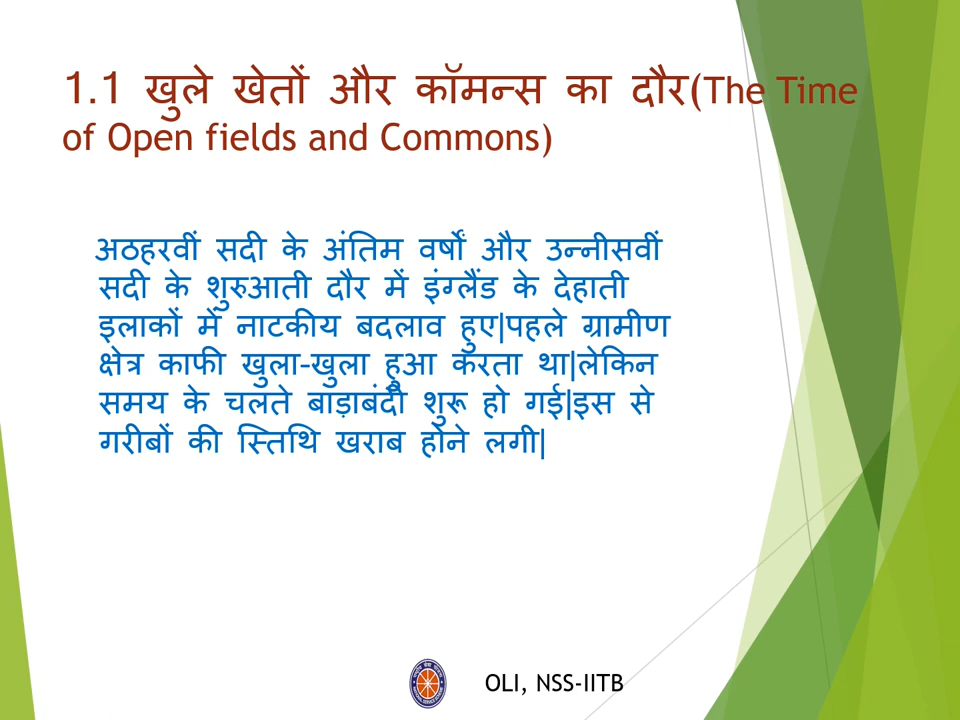 1.1 खुले खेतों और कॉमन्स का दौर(The Time
of Open fields and Commons)
अठहरवीं सदी के अंतिम वर्षों और उन्नीसवीं
सदी के शुरुआती दौर में इंग्लैंड के देहाती
इलाकों में नाटकीय बदलाव हुए|पहले ग्रामीण
क्षेत्र काफी खुला-खुला हुआ करता था|लेकिन
समय के चलते बाड़ाबंदी शुरू हो गई|इस से
गरीबों की स्तिथि खराब होने लगी|
OLI, NSS-IITB